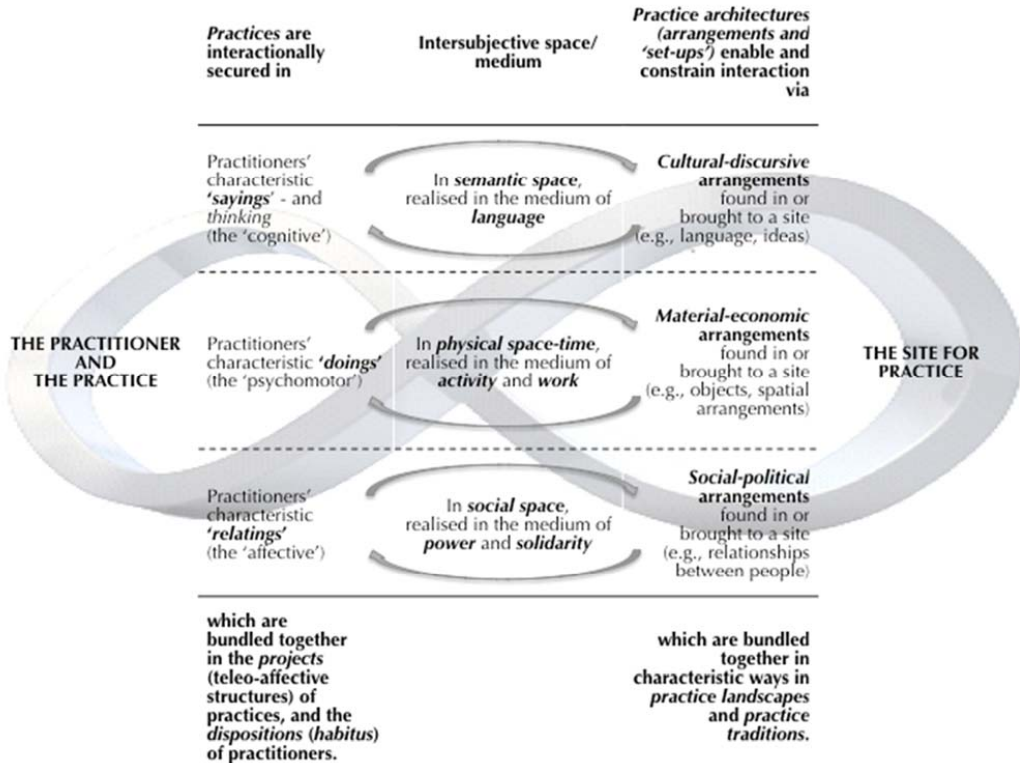 Practices are
interactionally
secured in
Intersubjective space/
medium
Practice architectures
(arrangements and
‘set-ups’) enable and
constrain interaction
via
THE PRACTITIONER
AND
THE PRACTICE
Practitioners’
characteristic
‘sayings’ - and
thinking
(the ‘cognitive’)
In semantic space,
realised in the medium of
language
Cultural-discursive
arrangements
found in or
brought to a site
(e.g., language, ideas)
Practitioners’
characteristic ‘doings’
(the ‘psychomotor’)
In physical space-time,
realised in the medium of
activity and work
Material-economic
arrangements
found in or
brought to a site
(e.g., objects, spatial
arrangements)
Practitioners’
characteristic
‘relatings’
(the ‘affective’)
In social space,
realised in the medium of
power and solidarity
Social-political
arrangements
found in or
brought to a site
(e.g., relationships
between people)
THE SITE FOR
PRACTICE
which are
bundled together
in the projects
(teleo-affective
structures) of
practices, and the
dispositions (habitus)
of practitioners.
which are bundled
together in
characteristic ways in
practice landscapes
and practice
traditions.